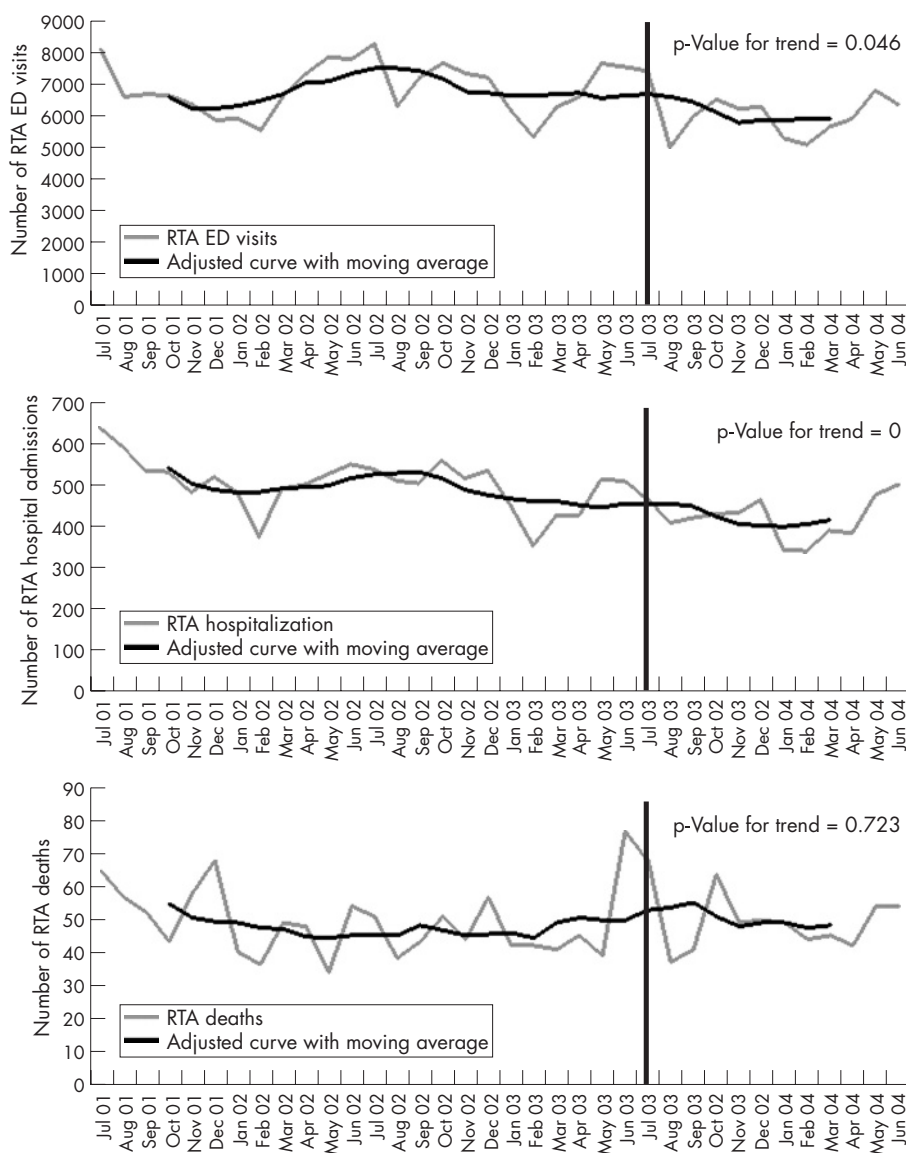 9000
8000
7000
6000
5000
4000
3000
2000
1000
0
Number of RTA ED visits
p-Value for trend = 0.046
RTA ED visits
Adjusted curve with moving average
Jul 01
Aug 01
Sep 01
Oct 01
Nov 01
Dec 01
Jan 02
Feb 02
Mar 02
Apr 02
May 02
Jun 02
Jul 02
Aug 02
Sep 02
Oct 02
Nov 02
Dec 02
Jan 03
Feb 03
Mar 03
Apr 03
May 03
Jun 03
Jul 03
Aug 03
Sep 03
Oct 02
Nov 03
Dec 02
Jan 04
Feb 04
Mar 04
Apr 04
May 04
Jun 04
700
600
500
400
300
200
100
0
Number of RTA hospital admissions
p-Value for trend = 0
RTA hospitalization
Adjusted curve with moving average
Jul 01
Aug 01
Sep 01
Oct 01
Nov 01
Dec 01
Jan 02
Feb 02
Mar 02
Apr 02
May 02
Jun 02
Jul 02
Aug 02
Sep 02
Oct 02
Nov 02
Dec 02
Jan 03
Feb 03
Mar 03
Apr 03
May 03
Jun 03
Jul 03
Aug 03
Sep 03
Oct 02
Nov 03
Dec 02
Jan 04
Feb 04
Mar 04
Apr 04
May 04
Jun 04
90
80
70
60
50
40
30
20
10
0
Number of RTA deaths
p-Value for trend = 0.723
RTA deaths
Adjusted curve with moving average
Jul 01
Aug 01
Sep 01
Oct 01
Nov 01
Dec 01
Jan 02
Feb 02
Mar 02
Apr 02
May 02
Jun 02
Jul 02
Aug 02
Sep 02
Oct 02
Nov 02
Dec 02
Jan 03
Feb 03
Mar 03
Apr 03
May 03
Jun 03
Jul 03
Aug 03
Sep 03
Oct 02
Nov 03
Dec 02
Jan 04
Feb 04
Mar 04
Apr 04
May 04
Jun 04